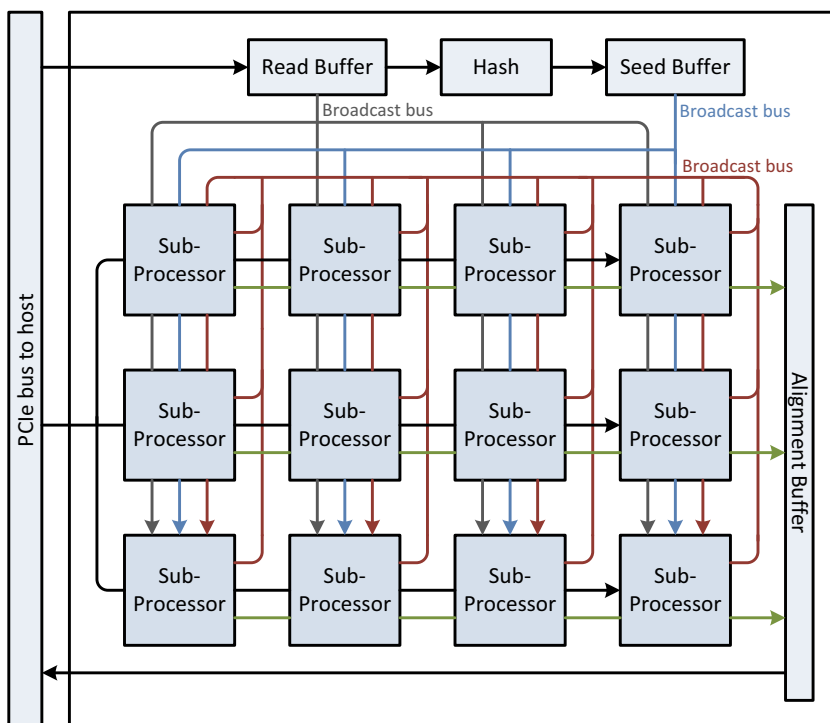 PCIe bus to host
Read Buffer
Hash
Seed Buffer
Broadcast bus
Broadcast bus
Broadcast bus
Sub-
Processor
Sub-
Processor
Sub-
Processor
Sub-
Processor
Sub-
Processor
Sub-
Processor
Sub-
Processor
Sub-
Processor
Sub-
Processor
Sub-
Processor
Sub-
Processor
Sub-
Processor
Alignment Buffer